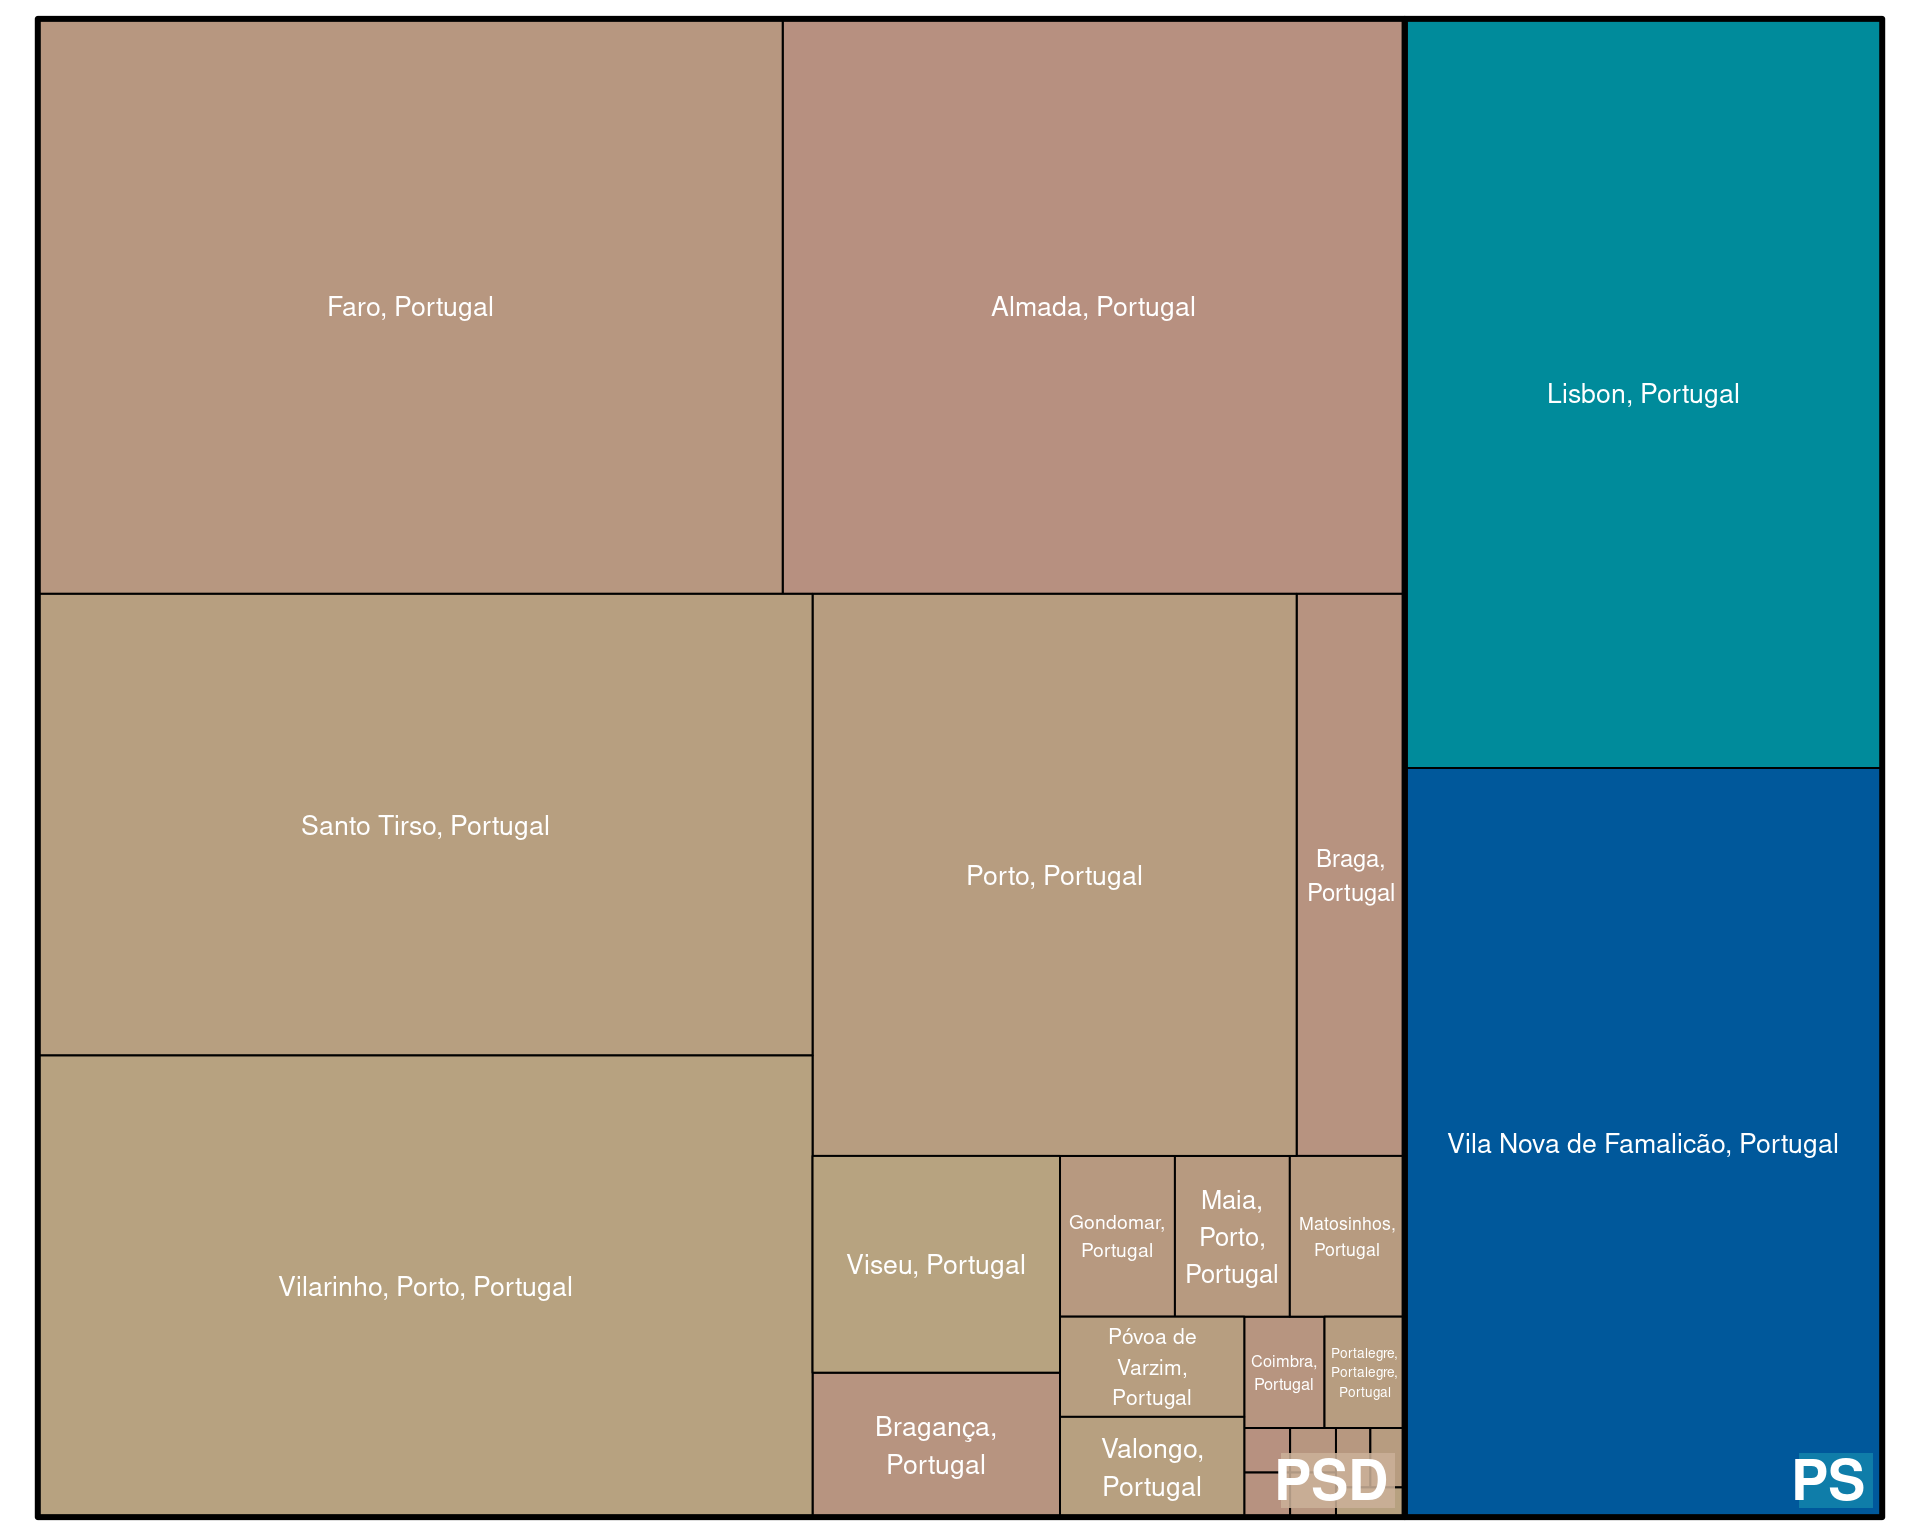 Faro, Portugal
Almada, Portugal
Lisbon, Portugal
Santo Tirso, Portugal
Porto, Portugal
Braga,
Portugal
Vila Nova de Famalicão, Portugal
Vilarinho, Porto, Portugal
Viseu, Portugal
Gondomar,
Portugal
Maia,
Porto,
Portugal
Matosinhos,
Portugal
Póvoa de
Varzim,
Portugal
Coimbra,
Portugal
Portalegre,
Portalegre,
Portugal
Bragança,
Portugal
Valongo,
Portugal
PSD
PS